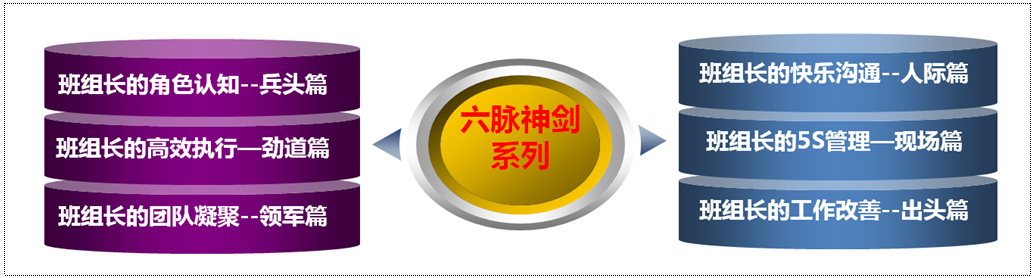 班组长的角色认知--兵头篇
班组长的高效执行—劲道篇
班组长的团队凝聚--领军篇
六脉神剑
系列
班组长的快乐沟通--人际篇
班组长的5S管理—现场篇
班组长的工作改善--出头篇